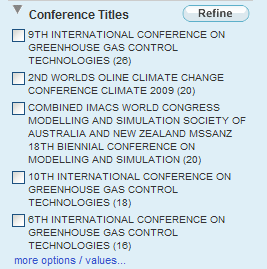 Conference Titles Refine
9TH INTERNATIONAL CONFERENCE ON
GREENHOUSE GAS CONTROL
TECHNOLOGIES (26)
2ND WORLDS OLINE CLIMATE CHANGE
CONFERENCE CLIMATE 2009 (20)
COMBINED IMACS WORLD CONGRESS
MODELLING AND SIMULATION SOCIETY OF
AUSTRALIA AND NEW ZEALAND MSSANZ
18TH BIENNIAL CONFERENCE ON
MODELLING AND SIMULATION (20)
10TH INTERNATIONAL CONFERENCE ON
GREENHOUSE GAS CONTROL
TECHNOLOGIES (18)
6TH INTERNATIONAL CONFERENCE ON
GREENHOUSE GAS CONTROL
TECHNOLOGIES (16)
more options / values...